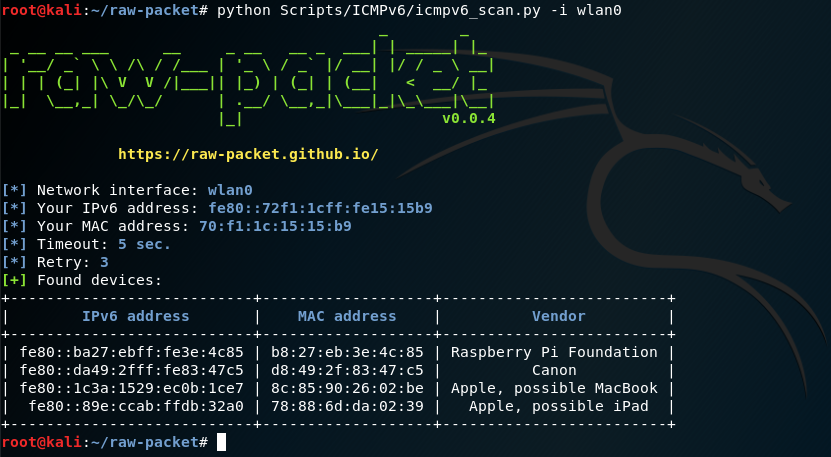 root@kali:~/raw-packet# python Scripts/ICMPv6/icmpv6_scan.py -i wlan0
raw-packet
v0.0.4
https://raw-packet.github.io/
[*] Network interface: wlan0
[*] Your IPv6 address: fe80::72f1:1cff:fe15:15b9
[*] Your MAC address: 70:f1:1c:15:15:b9
[*] Timeout: 5 sec.
[*] Retry: 3
[+] Found devices:
+---------------------------+-------------------+-------------------------+
| IPv6 address | MAC address | Vendor |
+---------------------------+-------------------+-------------------------+
| fe80::ba27:ebff:fe3e:4c85 | b8:27:eb:3e:4c:85 | Raspberry Pi Foundation |
| fe80::da49:2fff:fe83:47c5 | d8:49:2f:83:47:c5 | Canon |
| fe80::1c3a:1529:ec0b:1ce7 | 8c:85:90:26:02:be | Apple, possible MacBook |
| fe80::89e:ccab:ffdb:32a0 | 78:88:6d:da:02:39 | Apple, possible iPad |
+---------------------------+-------------------+-------------------------+
root@kali:~/raw-packet#